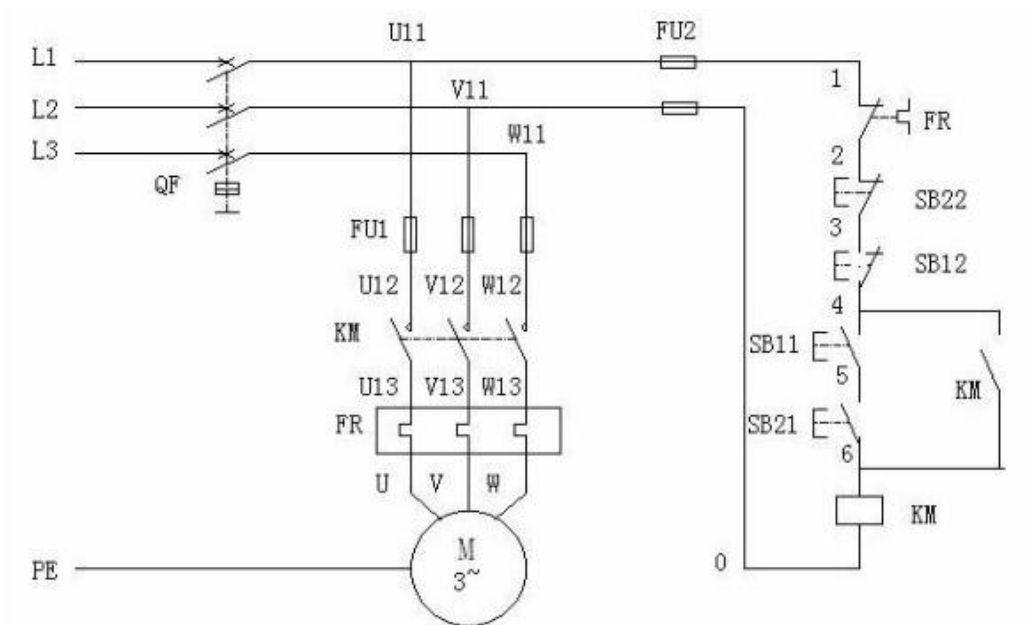 U11 FU2
L1
1
L2 V11
FR
L3 W11
2
QF
SB22
3
FU1
SB12
U12 V12 W12
4
KM
SB11
5
U13 V13 W13
KM
FR
SB21
6
U V W
KM
M
3~
0
PE